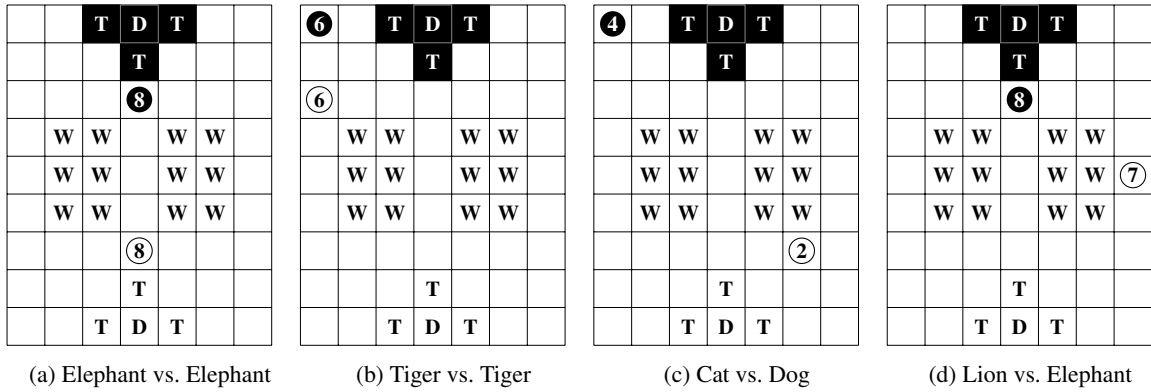 T D T 6 T D T 4 T D T T D T
T T T T
8 6 8
W W W W W W W W W W W W W W W W
W W W W W W W W W W W W W W W W 7
W W W W W W W W W W W W W W W W
8 2
T T T T
T D T T D T T D T T D T
(a) Elephant vs. Elephant (b) Tiger vs. Tiger (c) Cat vs. Dog (d) Lion vs. Elephant